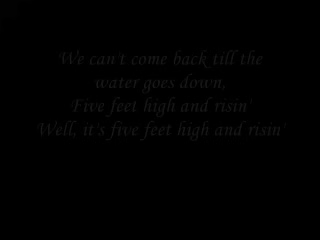 We can't come back till the
water goes down,
'Five feet high and risin'
Well, it's five feet high and risin'